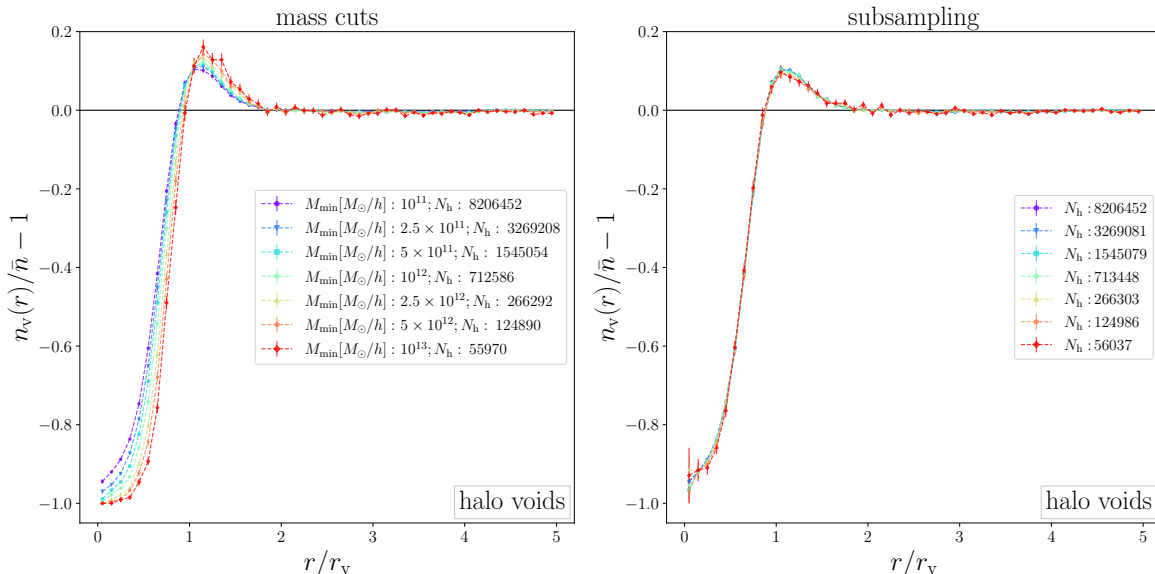 mass cuts
0.2
0.0
−0.2
−0.4
−0.6
−0.8
−1.0
n_v(r)/n̄ − 1
M_min[M_⊙/h] : 10^11; N_h : 8206452
M_min[M_⊙/h] : 2.5 × 10^11; N_h : 3269208
M_min[M_⊙/h] : 5 × 10^11; N_h : 1545054
M_min[M_⊙/h] : 10^12; N_h : 712586
M_min[M_⊙/h] : 2.5 × 10^12; N_h : 266292
M_min[M_⊙/h] : 5 × 10^12; N_h : 124890
M_min[M_⊙/h] : 10^13; N_h : 55970
halo voids
0 1 2 3 4 5
r/r_v
subsampling
0.2
0.0
−0.2
−0.4
−0.6
−0.8
−1.0
n_v(r)/n̄ − 1
N_h : 8206452
N_h : 3269081
N_h : 1545079
N_h : 713448
N_h : 266303
N_h : 124986
N_h : 56037
halo voids
0 1 2 3 4 5
r/r_v